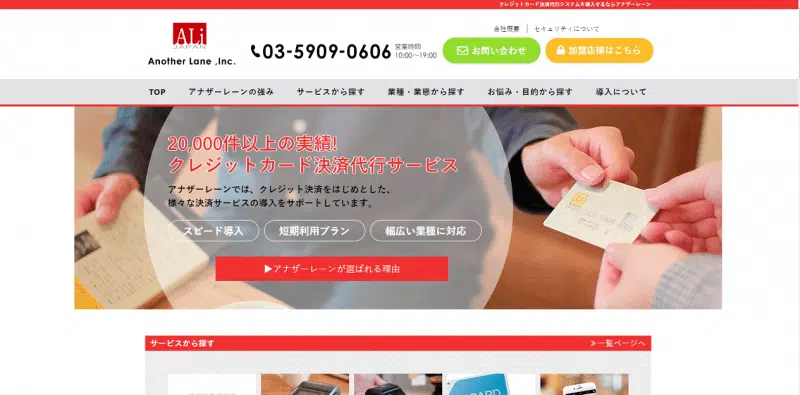 クレジットカード決済代行システムを導入するならアナザーレーン
会社概要
セキュリティについて
ALi
JAPAN
Another Lane ,Inc.
03-5909-0606
営業時間
10:00~19:00
お問い合わせ
加盟店様はこちら
TOP
アナザーレーンの強み
サービスから探す
業種・業態から探す
お悩み・目的から探す
導入について
20,000件以上の実績!
クレジットカード決済代行サービス
アナザーレーンでは、クレジット決済をはじめとした、
様々な決済サービスの導入をサポートしています。
スピード導入
短期利用プラン
幅広い業種に対応
▶アナザーレーンが選ばれる理由
サービスから探す
≫一覧ページへ
CARD